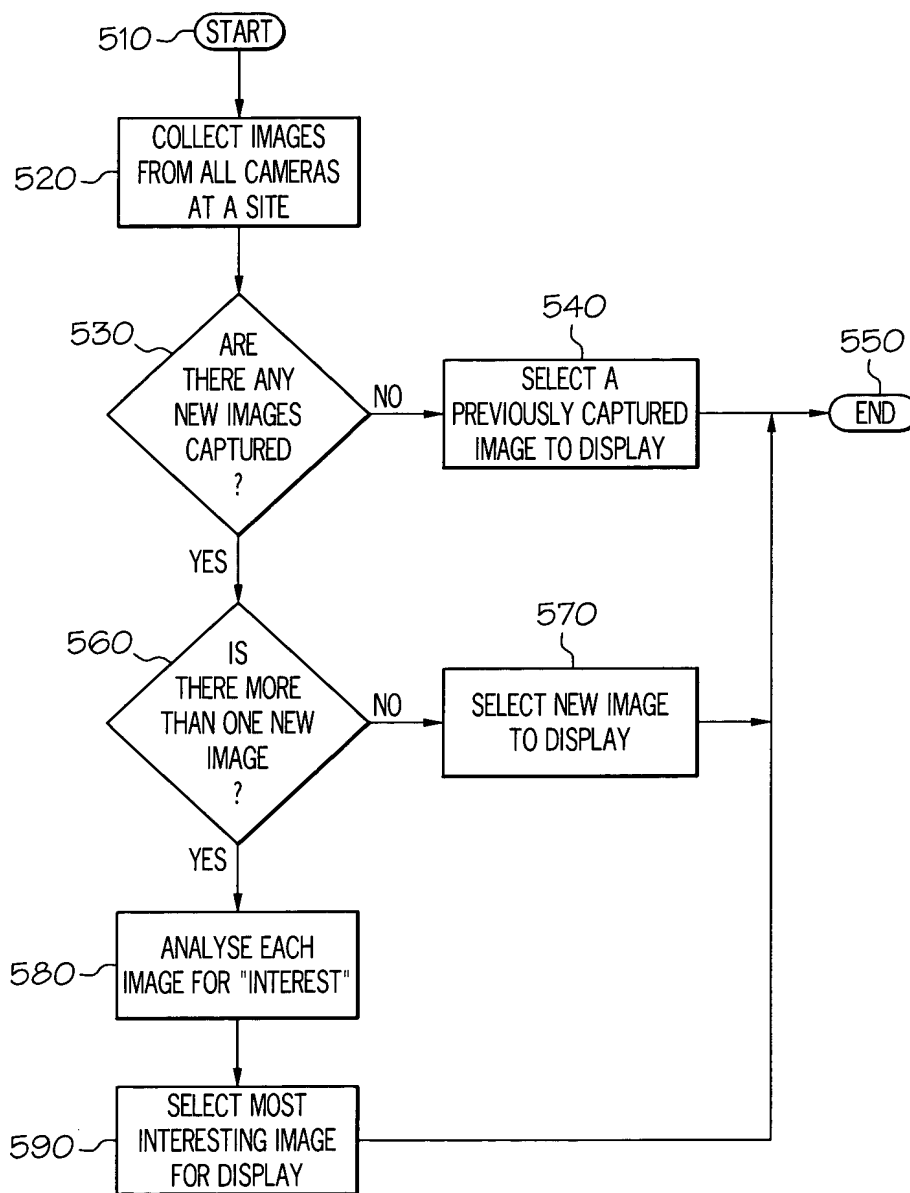 510
START
520
COLLECT IMAGES
FROM ALL CAMERAS
AT A SITE
530
ARE
THERE ANY
NEW IMAGES
CAPTURED
?
NO
540
SELECT A
PREVIOUSLY CAPTURED
IMAGE TO DISPLAY
550
END
YES
560
IS
THERE MORE
THAN ONE NEW
IMAGE
?
NO
570
SELECT NEW IMAGE
TO DISPLAY
YES
580
ANALYSE EACH
IMAGE FOR "INTEREST"
590
SELECT MOST
INTERESTING IMAGE
FOR DISPLAY